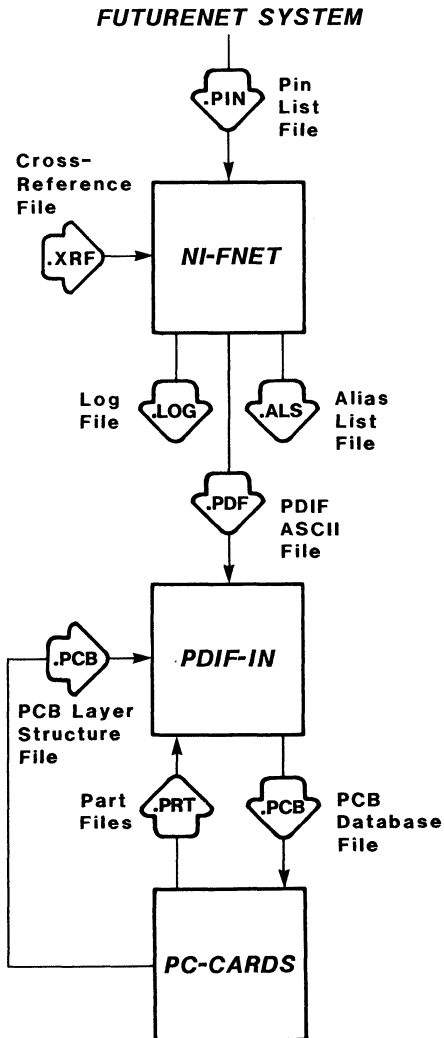 FUTURENET SYSTEM
.PIN
Pin
List
File
Cross-
Reference
File
.XRF
NI-FNET
Log
File
.LOG
.ALS
Alias
List
File
.PDF
PDIF
ASCII
File
.PCB
PDIF-IN
PCB Layer
Structure
File
Part
Files
.PRT
.PCB
PCB
Database
File
PC-CARDS